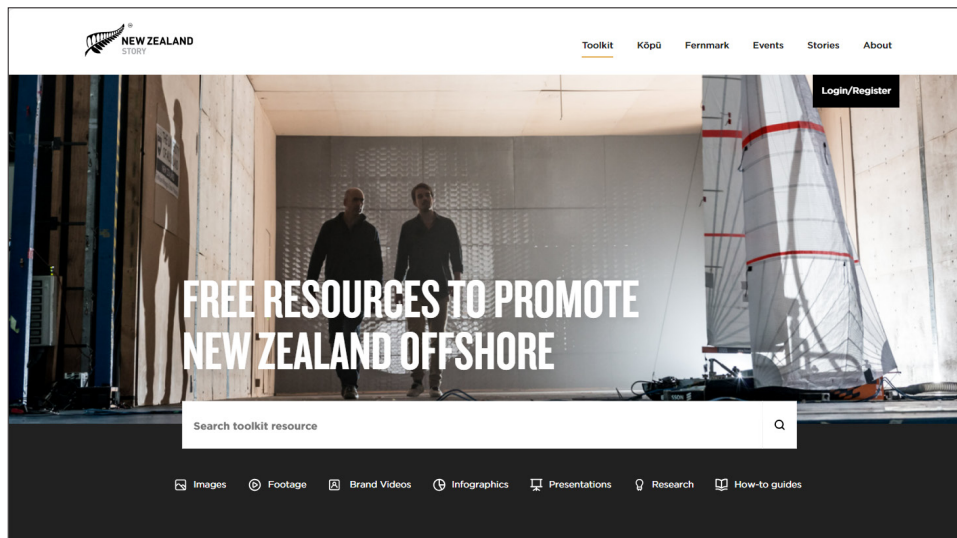 NEW ZEALAND
STORY
Toolkit
Kōpū
Fernmark
Events
Stories
About
Login/Register
FREE RESOURCES TO PROMOTE
NEW ZEALAND OFFSHORE
Search toolkit resource
Images
Footage
Brand Videos
Infographics
Presentations
Research
How-to guides